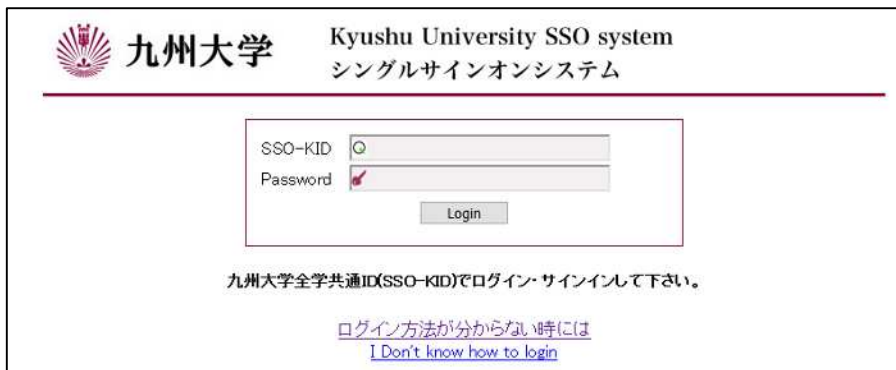 九州大学
Kyushu University SSO system
シングルサインオンシステム
SSO-KID
Password
Login
九州大学全学共通ID(SSO-KID)でログイン・サインインして下さい。
ログイン方法が分からない時には
I Don't know how to login